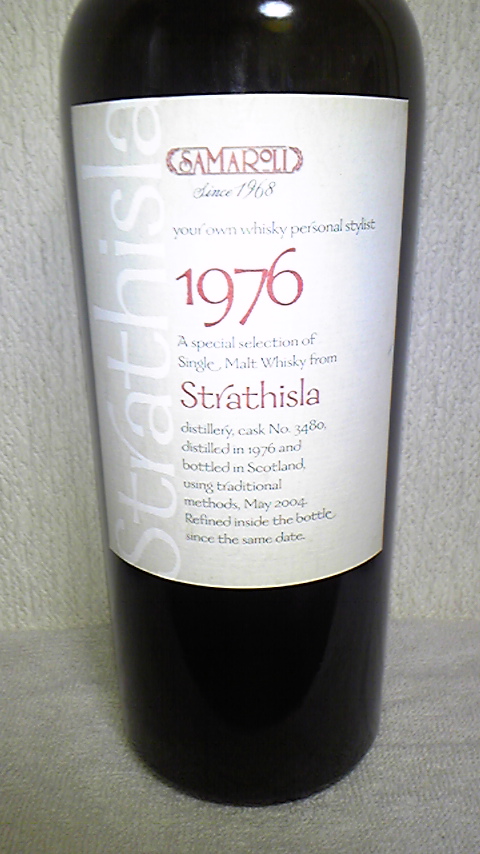 Strathisla
SAMAROLI
Since 1968
your own whisky personal stylist
1976
A special selection of
Single Malt Whisky from
Strathisla
distillery, cask No. 3480,
distilled in 1976 and
bottled in Scotland,
using traditional
methods, May 2004.
Refined inside the bottle
since the same date.